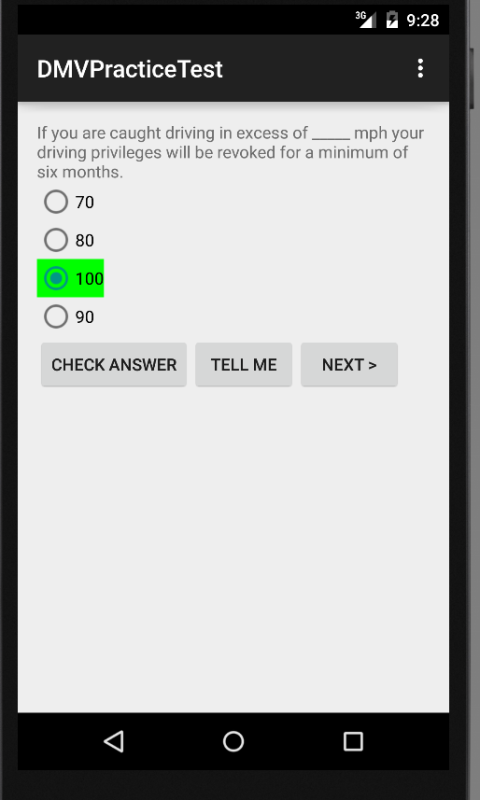 3G 9:28
DMVPracticeTest
If you are caught driving in excess of _____ mph your
driving privileges will be revoked for a minimum of
six months.
70
80
100
90
CHECK ANSWER TELL ME NEXT >